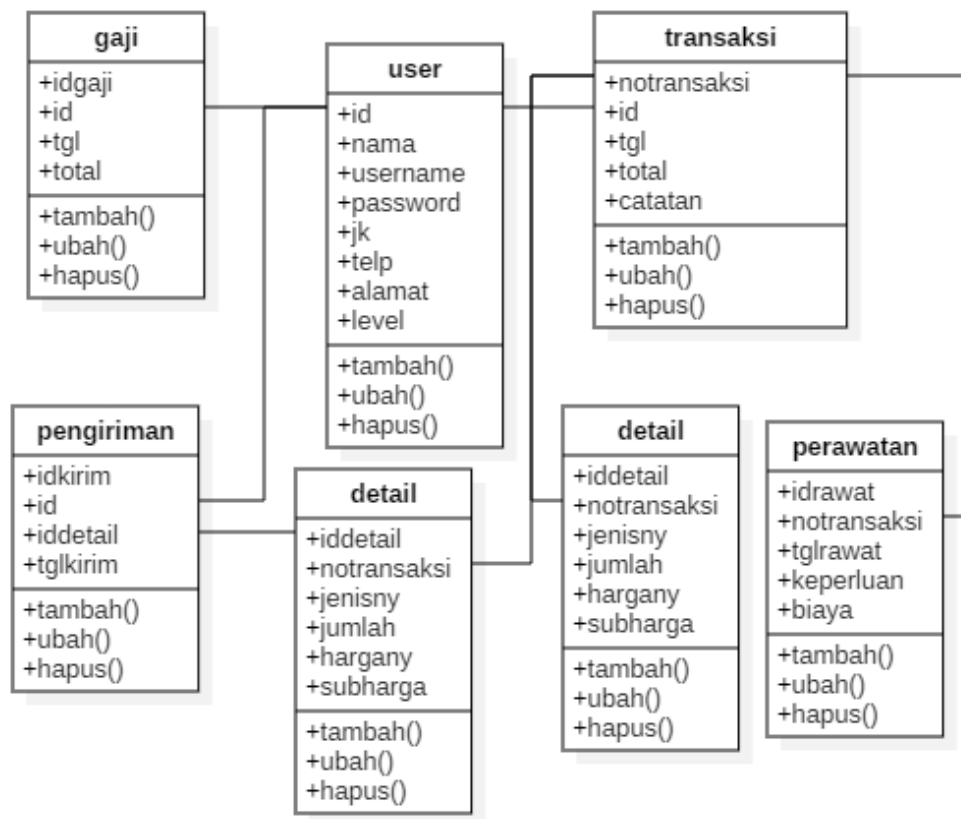 gaji
+idgaji
+id
+tgl
+total
+tambah()
+ubah()
+hapus()
user
+id
+nama
+username
+password
+jk
+telp
+alamat
+level
+tambah()
+ubah()
+hapus()
transaksi
+notransaksi
+id
+tgl
+total
+catatan
+tambah()
+ubah()
+hapus()
pengiriman
+idkirim
+id
+iddetail
+tglkirim
+tambah()
+ubah()
+hapus()
detail
+iddetail
+notransaksi
+jenisny
+jumlah
+hargany
+subharga
+tambah()
+ubah()
+hapus()
detail
+iddetail
+notransaksi
+jenisny
+jumlah
+hargany
+subharga
+tambah()
+ubah()
+hapus()
perawatan
+idrawat
+notransaksi
+tglrawat
+keperluan
+biaya
+tambah()
+ubah()
+hapus()